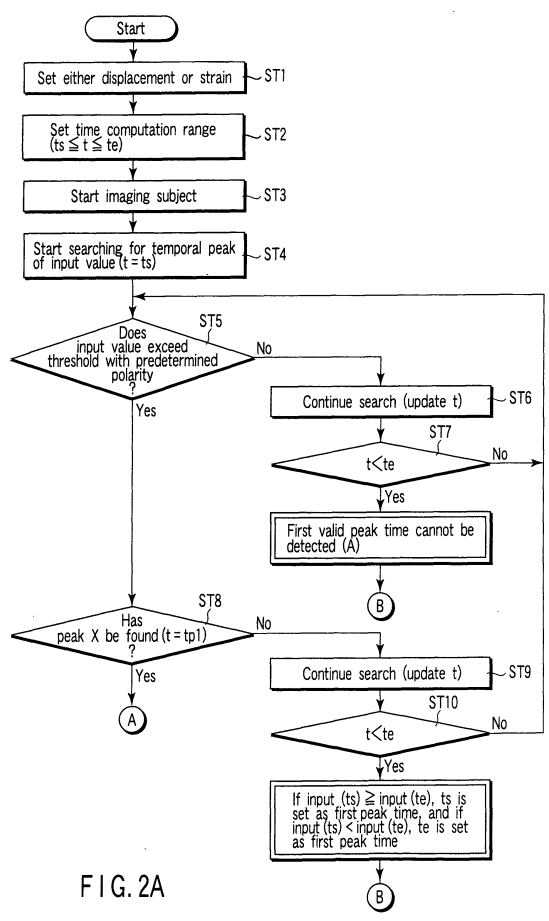 Start
Set either displacement or strain
ST1
Set time computation range
(ts ≦ t ≦ te)
ST2
Start imaging subject
ST3
Start searching for temporal peak
of input value (t = ts)
ST4
ST5
Does
input value exceed
threshold with predetermined
polarity
?
No
Yes
Continue search (update t)
ST6
ST7
t<te
No
Yes
First valid peak time cannot be
detected (A)
B
ST8
Has
peak X be found (t = tp1)
?
No
Yes
A
Continue search (update t)
ST9
ST10
t<te
No
Yes
If input (ts) ≧ input (te), ts is
set as first peak time, and if
input (ts) < input (te), te is set
as first peak time
B
FIG. 2A